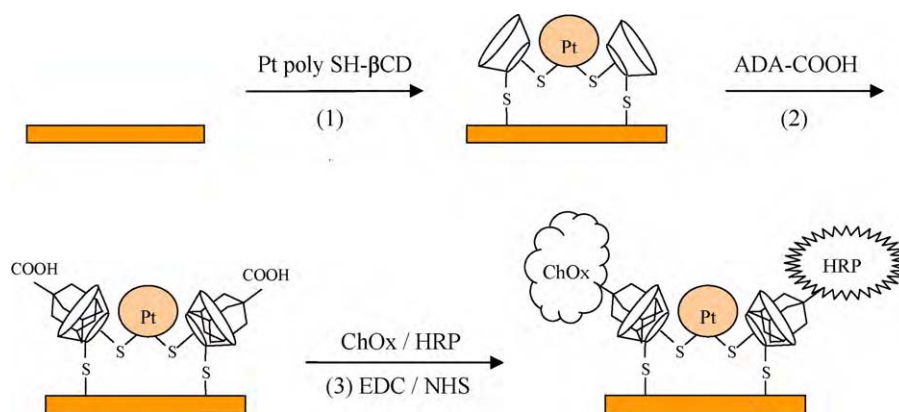 Pt poly SH-βCD
(1)
Pt
S S
S S
ADA-COOH
(2)
COOH COOH
Pt
S S
S S
ChOx / HRP
(3) EDC / NHS
ChOx HRP
Pt
S S
S S